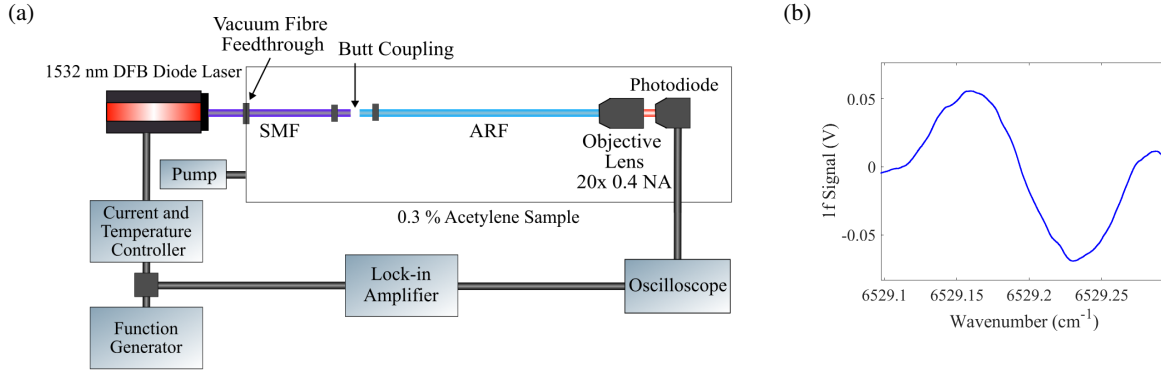 (a)
Vacuum Fibre
Feedthrough
Butt Coupling
1532 nm DFB Diode Laser
Photodiode
SMF
ARF
Objective
Lens
20x 0.4 NA
Pump
0.3 % Acetylene Sample
Current and
Temperature
Controller
Lock-in
Amplifier
Oscilloscope
Function
Generator
(b)
1f Signal (V)
0.05
0
-0.05
6529.1 6529.15 6529.2 6529.25
Wavenumber (cm⁻¹)